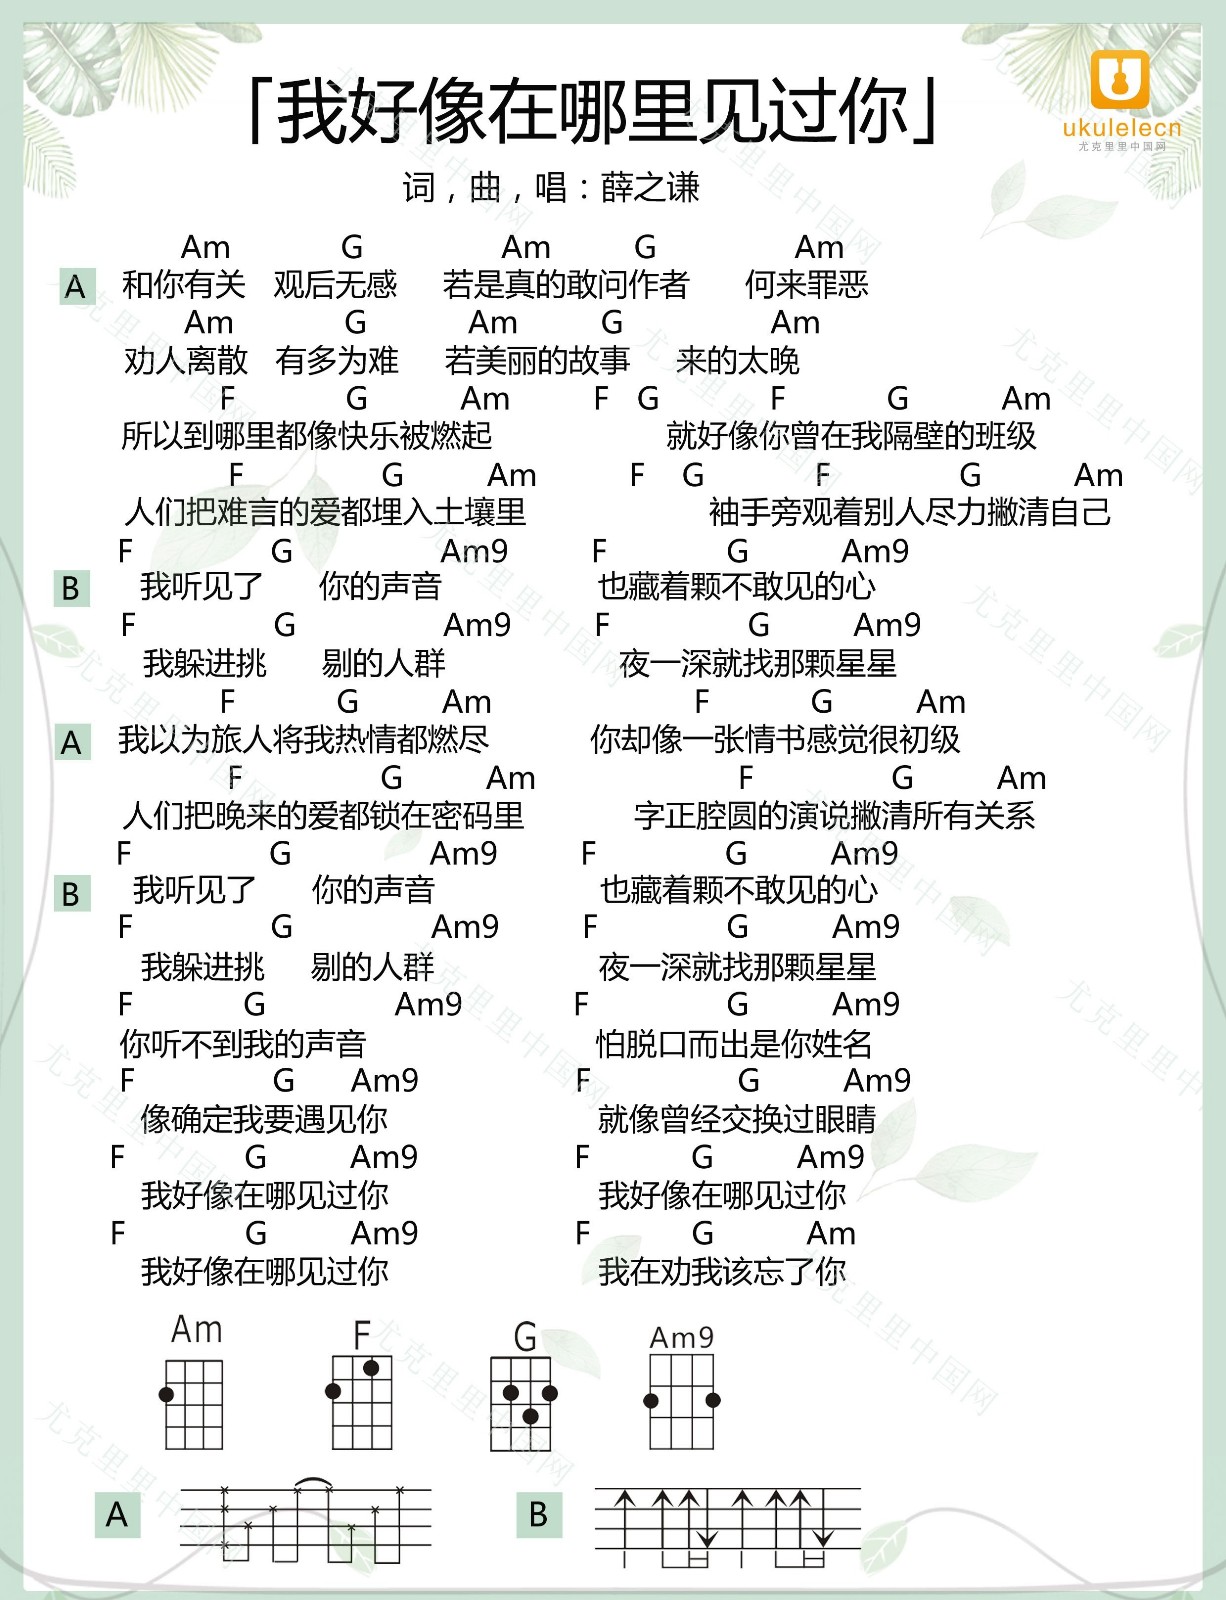 「我好像在哪里见过你」
ukulelecn
尤克里里中国网
词，曲，唱：薛之谦
Am G Am G Am
A 和你有关 观后无感 若是真的敢问作者 何来罪恶
Am G Am G Am
劝人离散 有多为难 若美丽的故事 来的太晚
F G Am F G F G Am
所以到哪里都像快乐被燃起 就好像你曾在我隔壁的班级
F G Am F G F G Am
人们把难言的爱都埋入土壤里 袖手旁观着别人尽力撇清自己
F G Am9 F G Am9
B 我听见了 你的声音 也藏着颗不敢见的心
F G Am9 F G Am9
我躲进挑 剔的人群 夜一深就找那颗星星
F G Am F G Am
A 我以为旅人将我热情都燃尽 你却像一张情书感觉很初级
F G Am F G Am
人们把晚来的爱都锁在密码里 字正腔圆的演说撇清所有关系
F G Am9 F G Am9
B 我听见了 你的声音 也藏着颗不敢见的心
F G Am9 F G Am9
我躲进挑 剔的人群 夜一深就找那颗星星
F G Am9 F G Am9
你听不到我的声音 怕脱口而出是你姓名
F G Am9 F G Am9
像确定我要遇见你 就像曾经交换过眼睛
F G Am9 F G Am9
我好像在哪见过你 我好像在哪见过你
F G Am9 F G Am
我好像在哪见过你 我在劝我该忘了你
Am F G Am9
A B